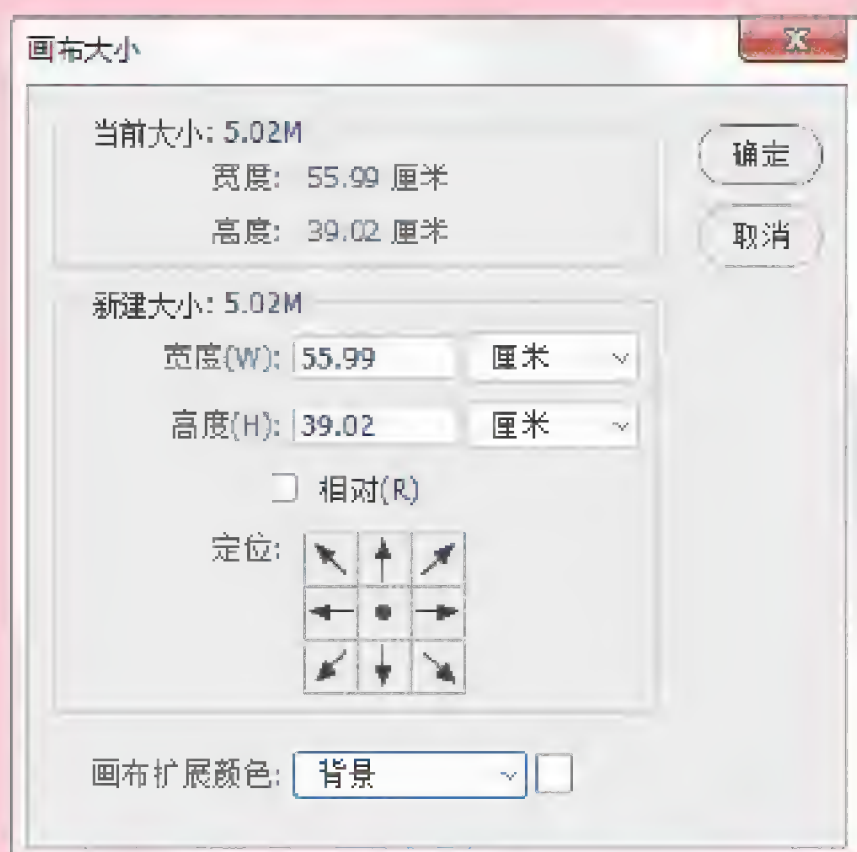 画布大小
当前大小: 5.02M
宽度: 55.99 厘米
高度: 39.02 厘米
确定
取消
新建大小: 5.02M
宽度(W): 55.99 厘米
高度(H): 39.02 厘米
相对(R)
定位:
画布扩展颜色: 背景